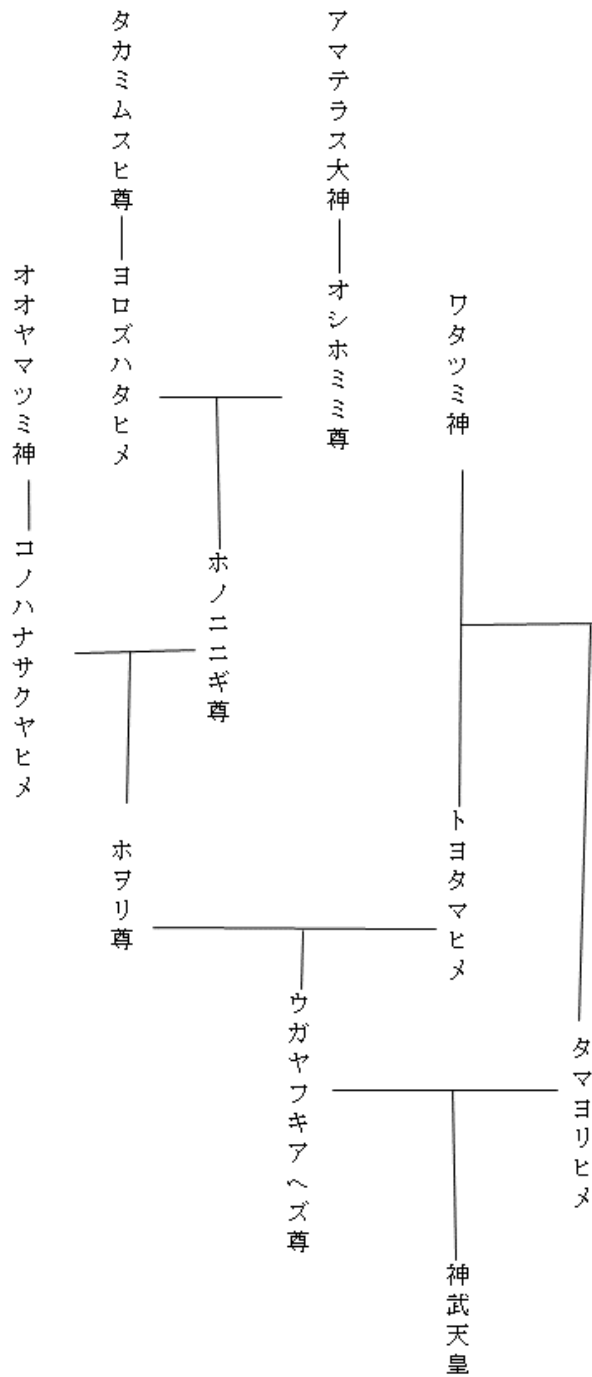 アマテラス大神
オシホミミ尊
タカミムスヒ尊
ヨロズハタヒメ
ワタツミ神
オオヤマツミ神
コノハナサクヤヒメ
ホノニニギ尊
トヨタマヒメ
ホヲリ尊
タマヨリヒメ
ウガヤフキアヘズ尊
神武天皇